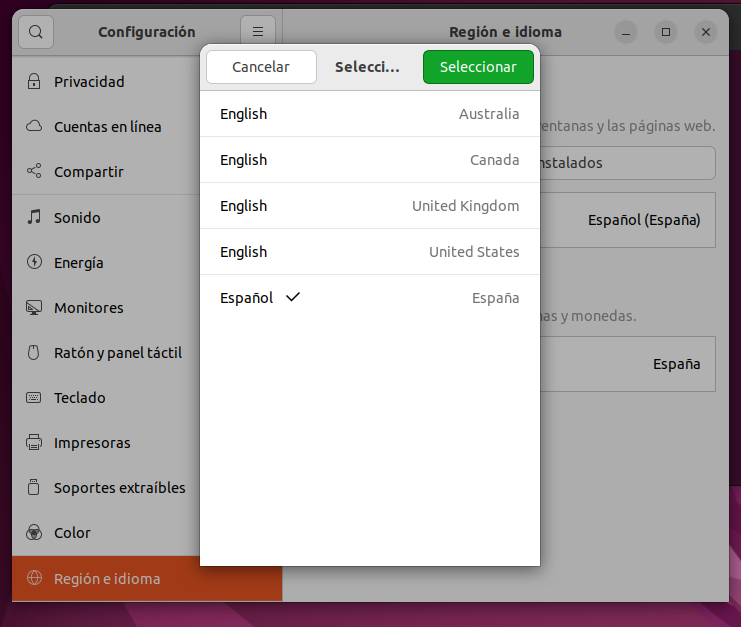 Configuración
Región e idioma
Cancelar
Selecci...
Seleccionar
Privacidad
Cuentas en línea
Compartir
Sonido
Energía
Monitores
Ratón y panel táctil
Teclado
Impresoras
Soportes extraíbles
Color
Región e idioma
English Australia
English Canada
English United Kingdom
English United States
Español España
ventanas y las páginas web.
nstalados
Español (España)
nas y monedas.
España